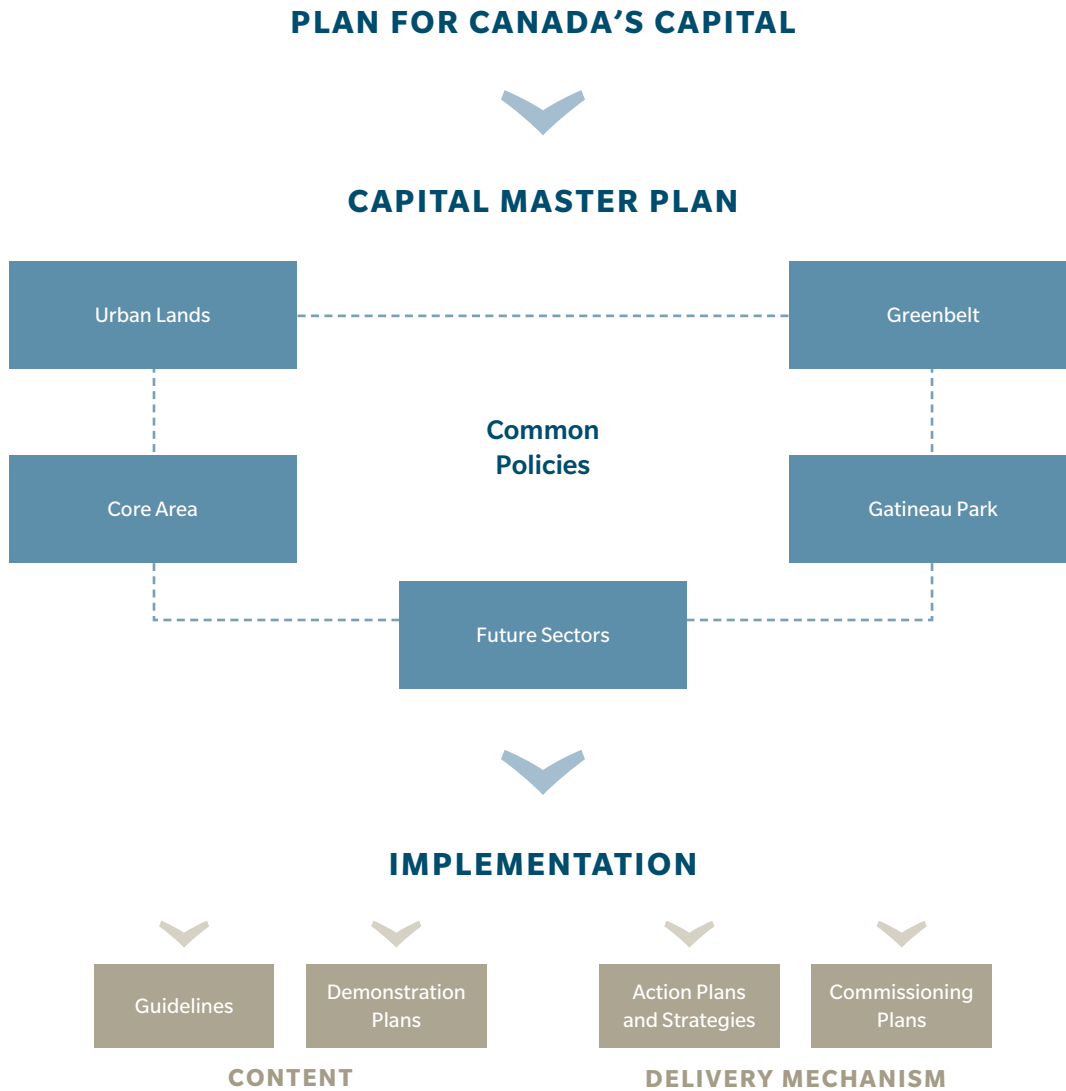 PLAN FOR CANADA’S CAPITAL
CAPITAL MASTER PLAN
Urban Lands
Greenbelt
Common
Policies
Core Area
Gatineau Park
Future Sectors
IMPLEMENTATION
Guidelines
Demonstration
Plans
Action Plans
and Strategies
Commissioning
Plans
CONTENT
DELIVERY MECHANISM